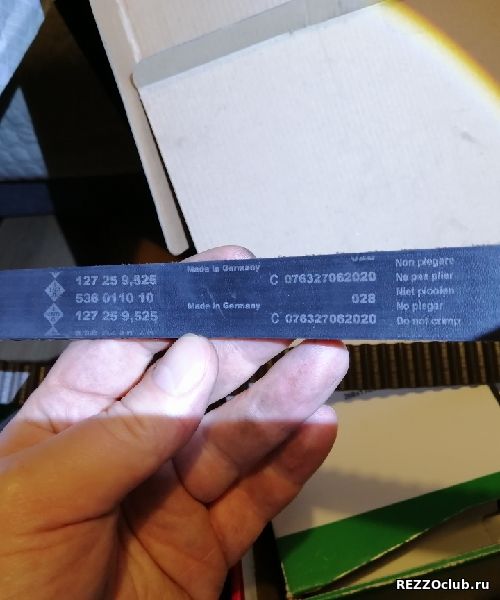 127 25 9,525
536 0110 10
127 25 9,525
Made in Germany
Made in Germany
028
C 076327062020
028
C 076327062020
Non piegare
Ne pas plier
Niet plooien
No plegar
Do not crimp
REZZOclub.ru